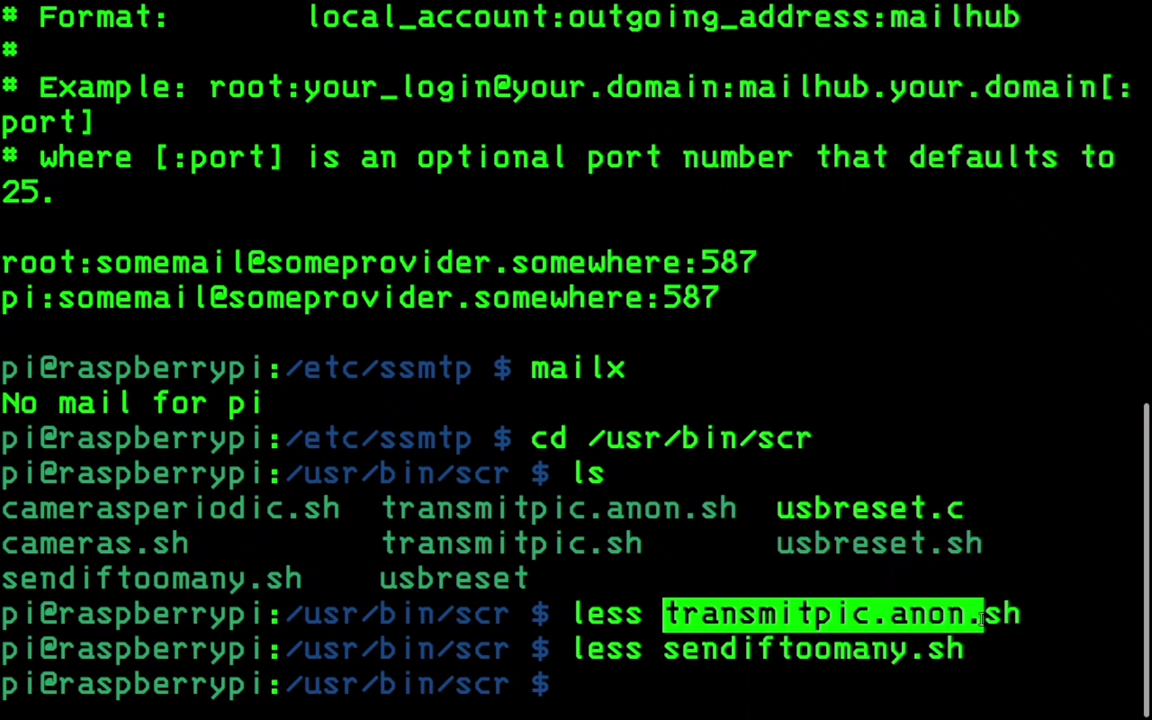 # Format:      local_account:outgoing_address:mailhub
#
# Example: root:your_login@your.domain:mailhub.your.domain[:
port]
# where [:port] is an optional port number that defaults to
25.
root:somemail@someprovider.somewhere:587
pi:somemail@someprovider.somewhere:587
pi@raspberrypi:/etc/ssmtp $ mailx
No mail for pi
pi@raspberrypi:/etc/ssmtp $ cd /usr/bin/scr
pi@raspberrypi:/usr/bin/scr $ ls
camerasperiodic.sh  transmitpic.anon.sh  usbreset.c
cameras.sh          transmitpic.sh       usbreset.sh
sendiftoomany.sh    usbreset
pi@raspberrypi:/usr/bin/scr $ less transmitpic.anon.sh
pi@raspberrypi:/usr/bin/scr $ less sendiftoomany.sh
pi@raspberrypi:/usr/bin/scr $